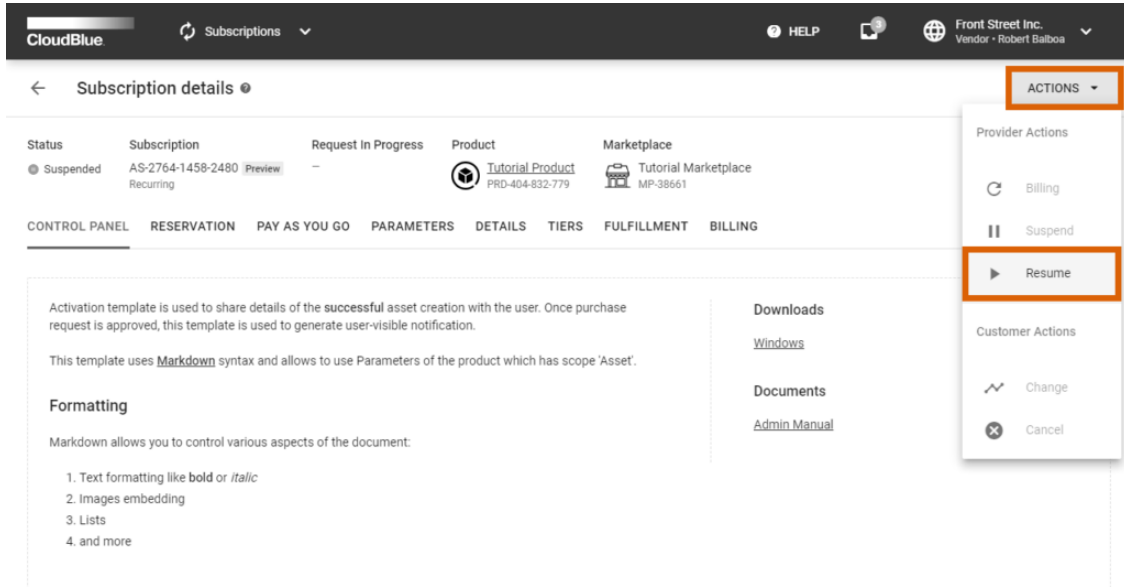 CloudBlue.
Subscriptions
HELP
3
Front Street Inc.
Vendor • Robert Balboa
Subscription details
ACTIONS
Status
Subscription
Request In Progress
Product
Marketplace
Suspended
AS-2764-1458-2480 Preview
Recurring
–
Tutorial Product
PRD-404-832-779
Tutorial Marketplace
MP-38661
CONTROL PANEL RESERVATION PAY AS YOU GO PARAMETERS DETAILS TIERS FULFILLMENT BILLING
Provider Actions
Billing
Suspend
Resume
Customer Actions
Change
Cancel
Activation template is used to share details of the successful asset creation with the user. Once purchase
request is approved, this template is used to generate user-visible notification.
This template uses Markdown syntax and allows to use Parameters of the product which has scope 'Asset'.
Formatting
Markdown allows you to control various aspects of the document:
1. Text formatting like bold or italic
2. Images embedding
3. Lists
4. and more
Downloads
Windows
Documents
Admin Manual